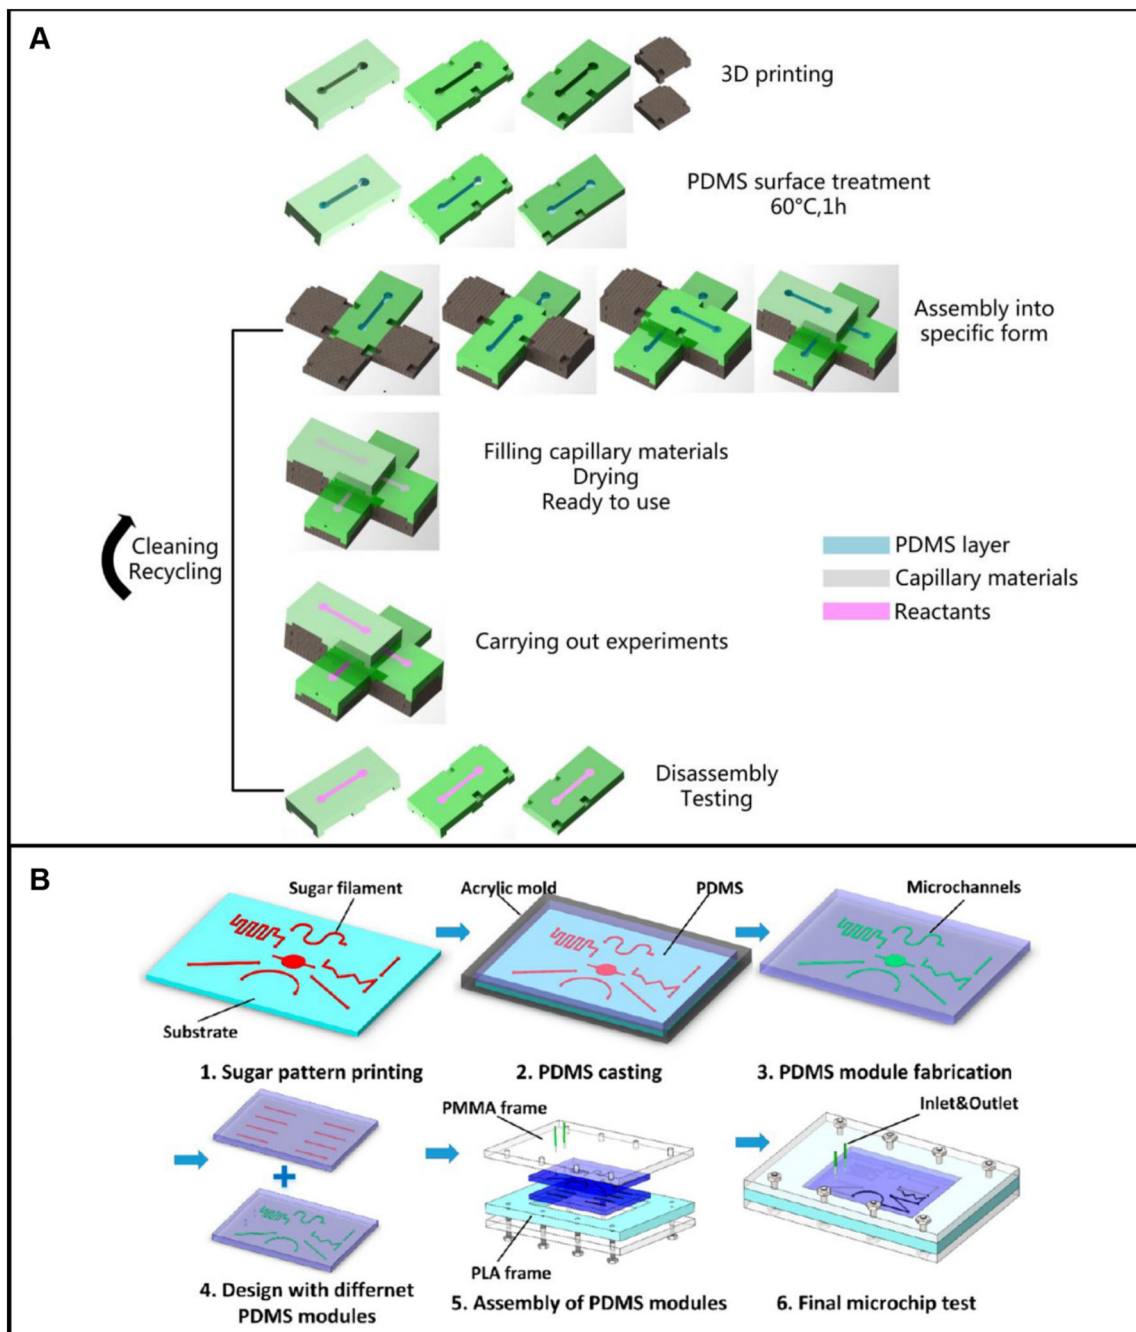 A
3D printing
PDMS surface treatment
60°C,1h
Assembly into
specific form
Filling capillary materials
Drying
Ready to use
Cleaning
Recycling
PDMS layer
Capillary materials
Reactants
Carrying out experiments
Disassembly
Testing
B
Sugar filament
Acrylic mold
PDMS
Microchannels
Substrate
1. Sugar pattern printing
2. PDMS casting
3. PDMS module fabrication
PMMA frame
Inlet&Outlet
PLA frame
4. Design with differnet
PDMS modules
5. Assembly of PDMS modules
6. Final microchip test